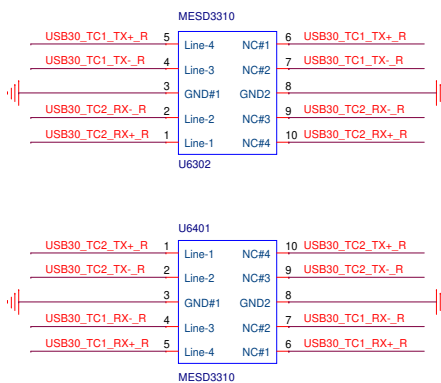 MESD3310
USB30_TC1_TX+_R 5 Line-4 NC#1 6 USB30_TC1_TX+_R
USB30_TC1_TX-_R 4 Line-3 NC#2 7 USB30_TC1_TX-_R
3 GND#1 GND2 8
USB30_TC2_RX-_R 2 Line-2 NC#3 9 USB30_TC2_RX-_R
USB30_TC2_RX+_R 1 Line-1 NC#4 10 USB30_TC2_RX+_R
U6302
U6401
USB30_TC2_TX+_R 1 Line-1 NC#4 10 USB30_TC2_TX+_R
USB30_TC2_TX-_R 2 Line-2 NC#3 9 USB30_TC2_TX-_R
3 GND#1 GND2 8
USB30_TC1_RX-_R 4 Line-3 NC#2 7 USB30_TC1_RX-_R
USB30_TC1_RX+_R 5 Line-4 NC#1 6 USB30_TC1_RX+_R
MESD3310